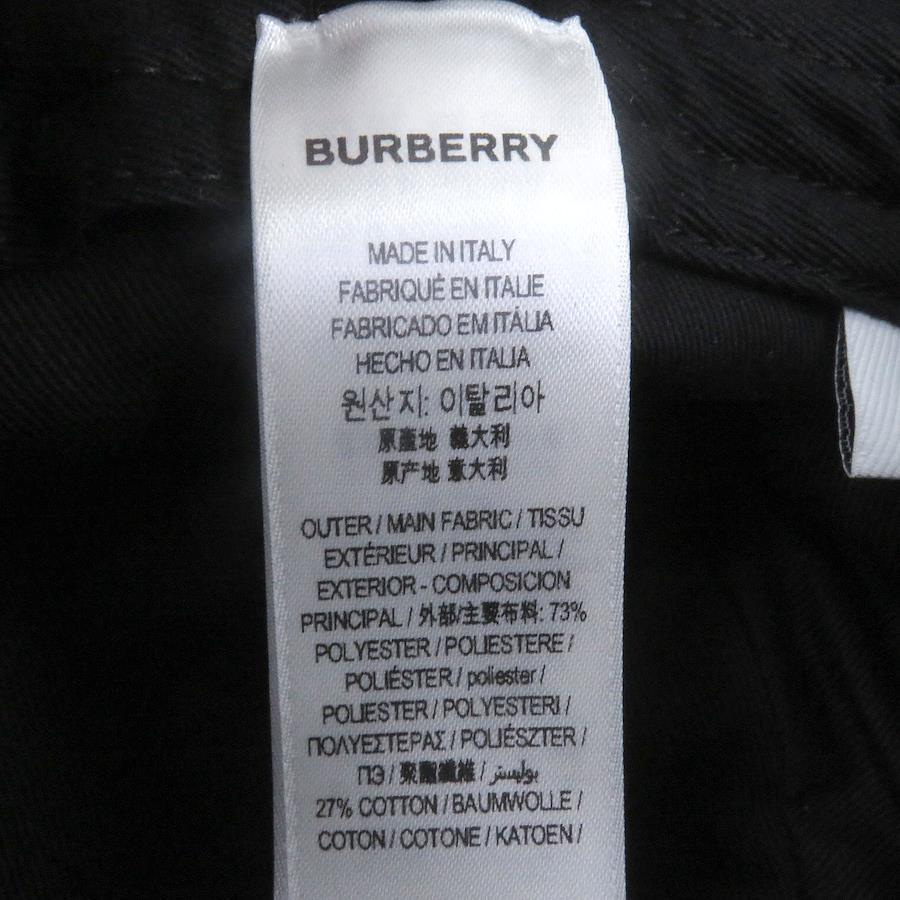 BURBERRY
MADE IN ITALY
FABRIQUÉ EN ITALIE
FABRICADO EM ITÁLIA
HECHO EN ITALIA
원산지: 이탈리아
原產地 義大利
原产地 意大利
OUTER / MAIN FABRIC / TISSU
EXTÉRIEUR / PRINCIPAL /
EXTERIOR - COMPOSICION
PRINCIPAL / 外部/主要布料: 73%
POLYESTER / POLIESTERE /
POLIÉSTER / poliester /
POLIESTER / POLYESTERI /
ΠΟΛΥΕΣΤΕΡΑΣ / POLIÉSZTER /
ПЭ / 聚酯纖維 / بوليستر
27% COTTON / BAUMWOLLE /
COTON / COTONE / KATOEN /